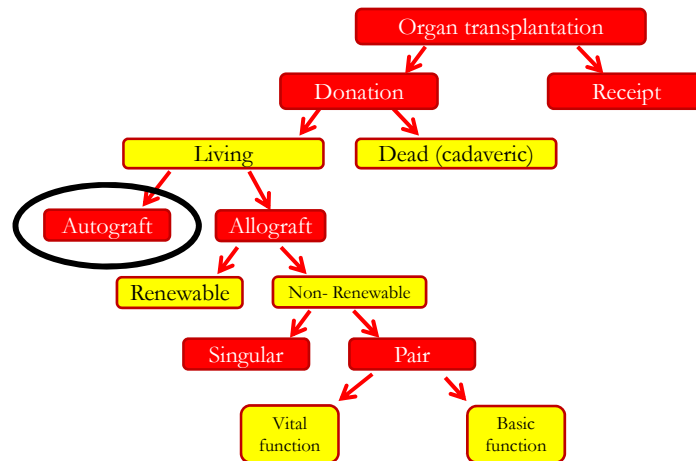 Organ transplantation
Donation
Receipt
Living
Dead (cadaveric)
Autograft
Allograft
Renewable
Non- Renewable
Singular
Pair
Vital
function
Basic
function